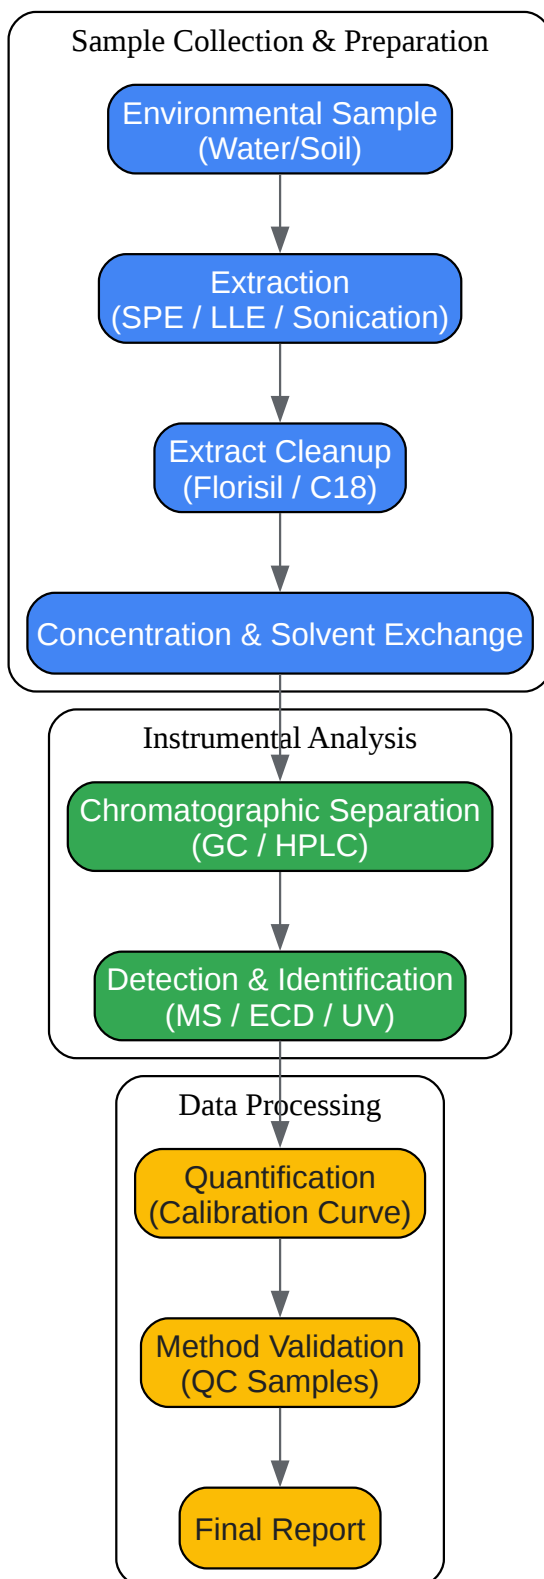 Sample Collection & Preparation
Environmental Sample
(Water/Soil)
Extraction
(SPE / LLE / Sonication)
Extract Cleanup
(Florisil / C18)
Concentration & Solvent Exchange
Instrumental Analysis
Chromatographic Separation
(GC / HPLC)
Detection & Identification
(MS / ECD / UV)
Data Processing
Quantification
(Calibration Curve)
Method Validation
(QC Samples)
Final Report